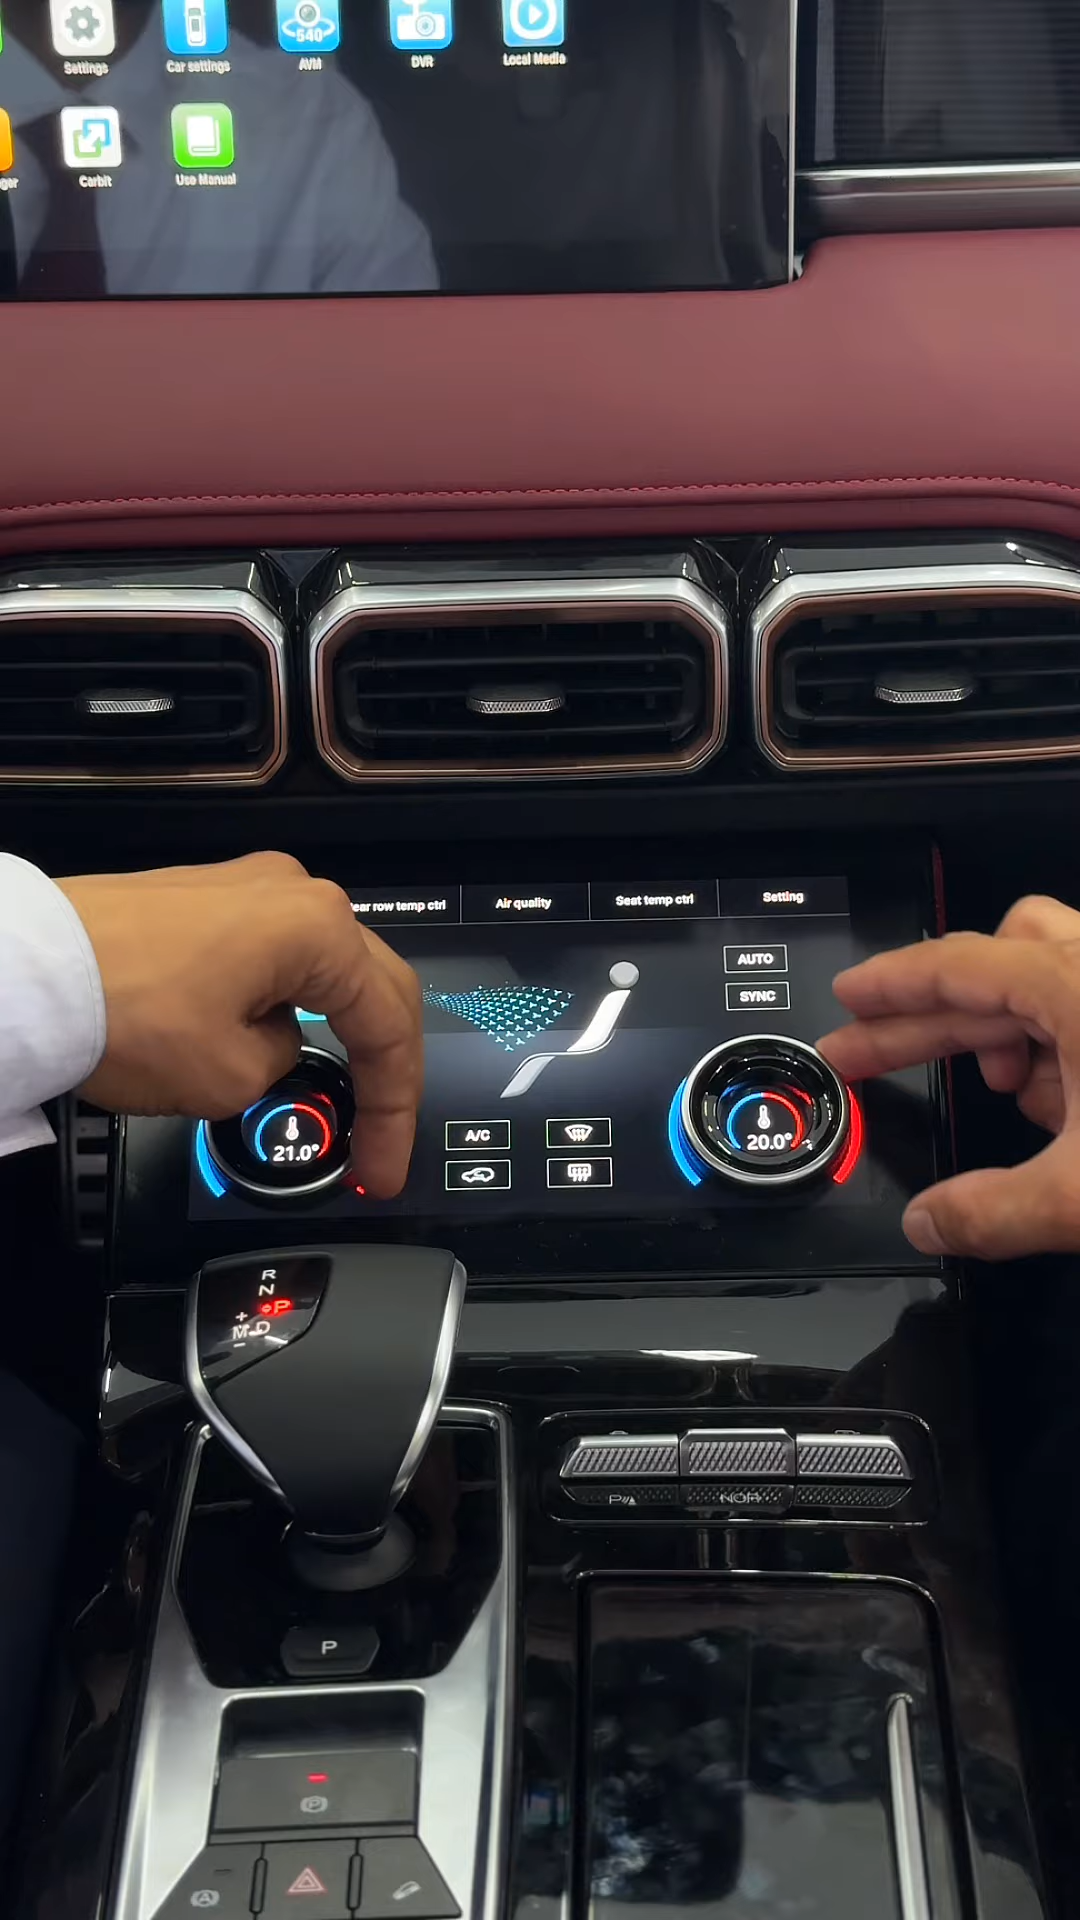 Settings
Car settings
540
AVM
DVR
Local Media
Carbit
Use Manual
ear row temp ctrl
Air quality
Seat temp ctrl
Setting
AUTO
SYNC
A/C
21.0°
20.0°
R
N
P
+
M D
-
P
NOR
P
P
A